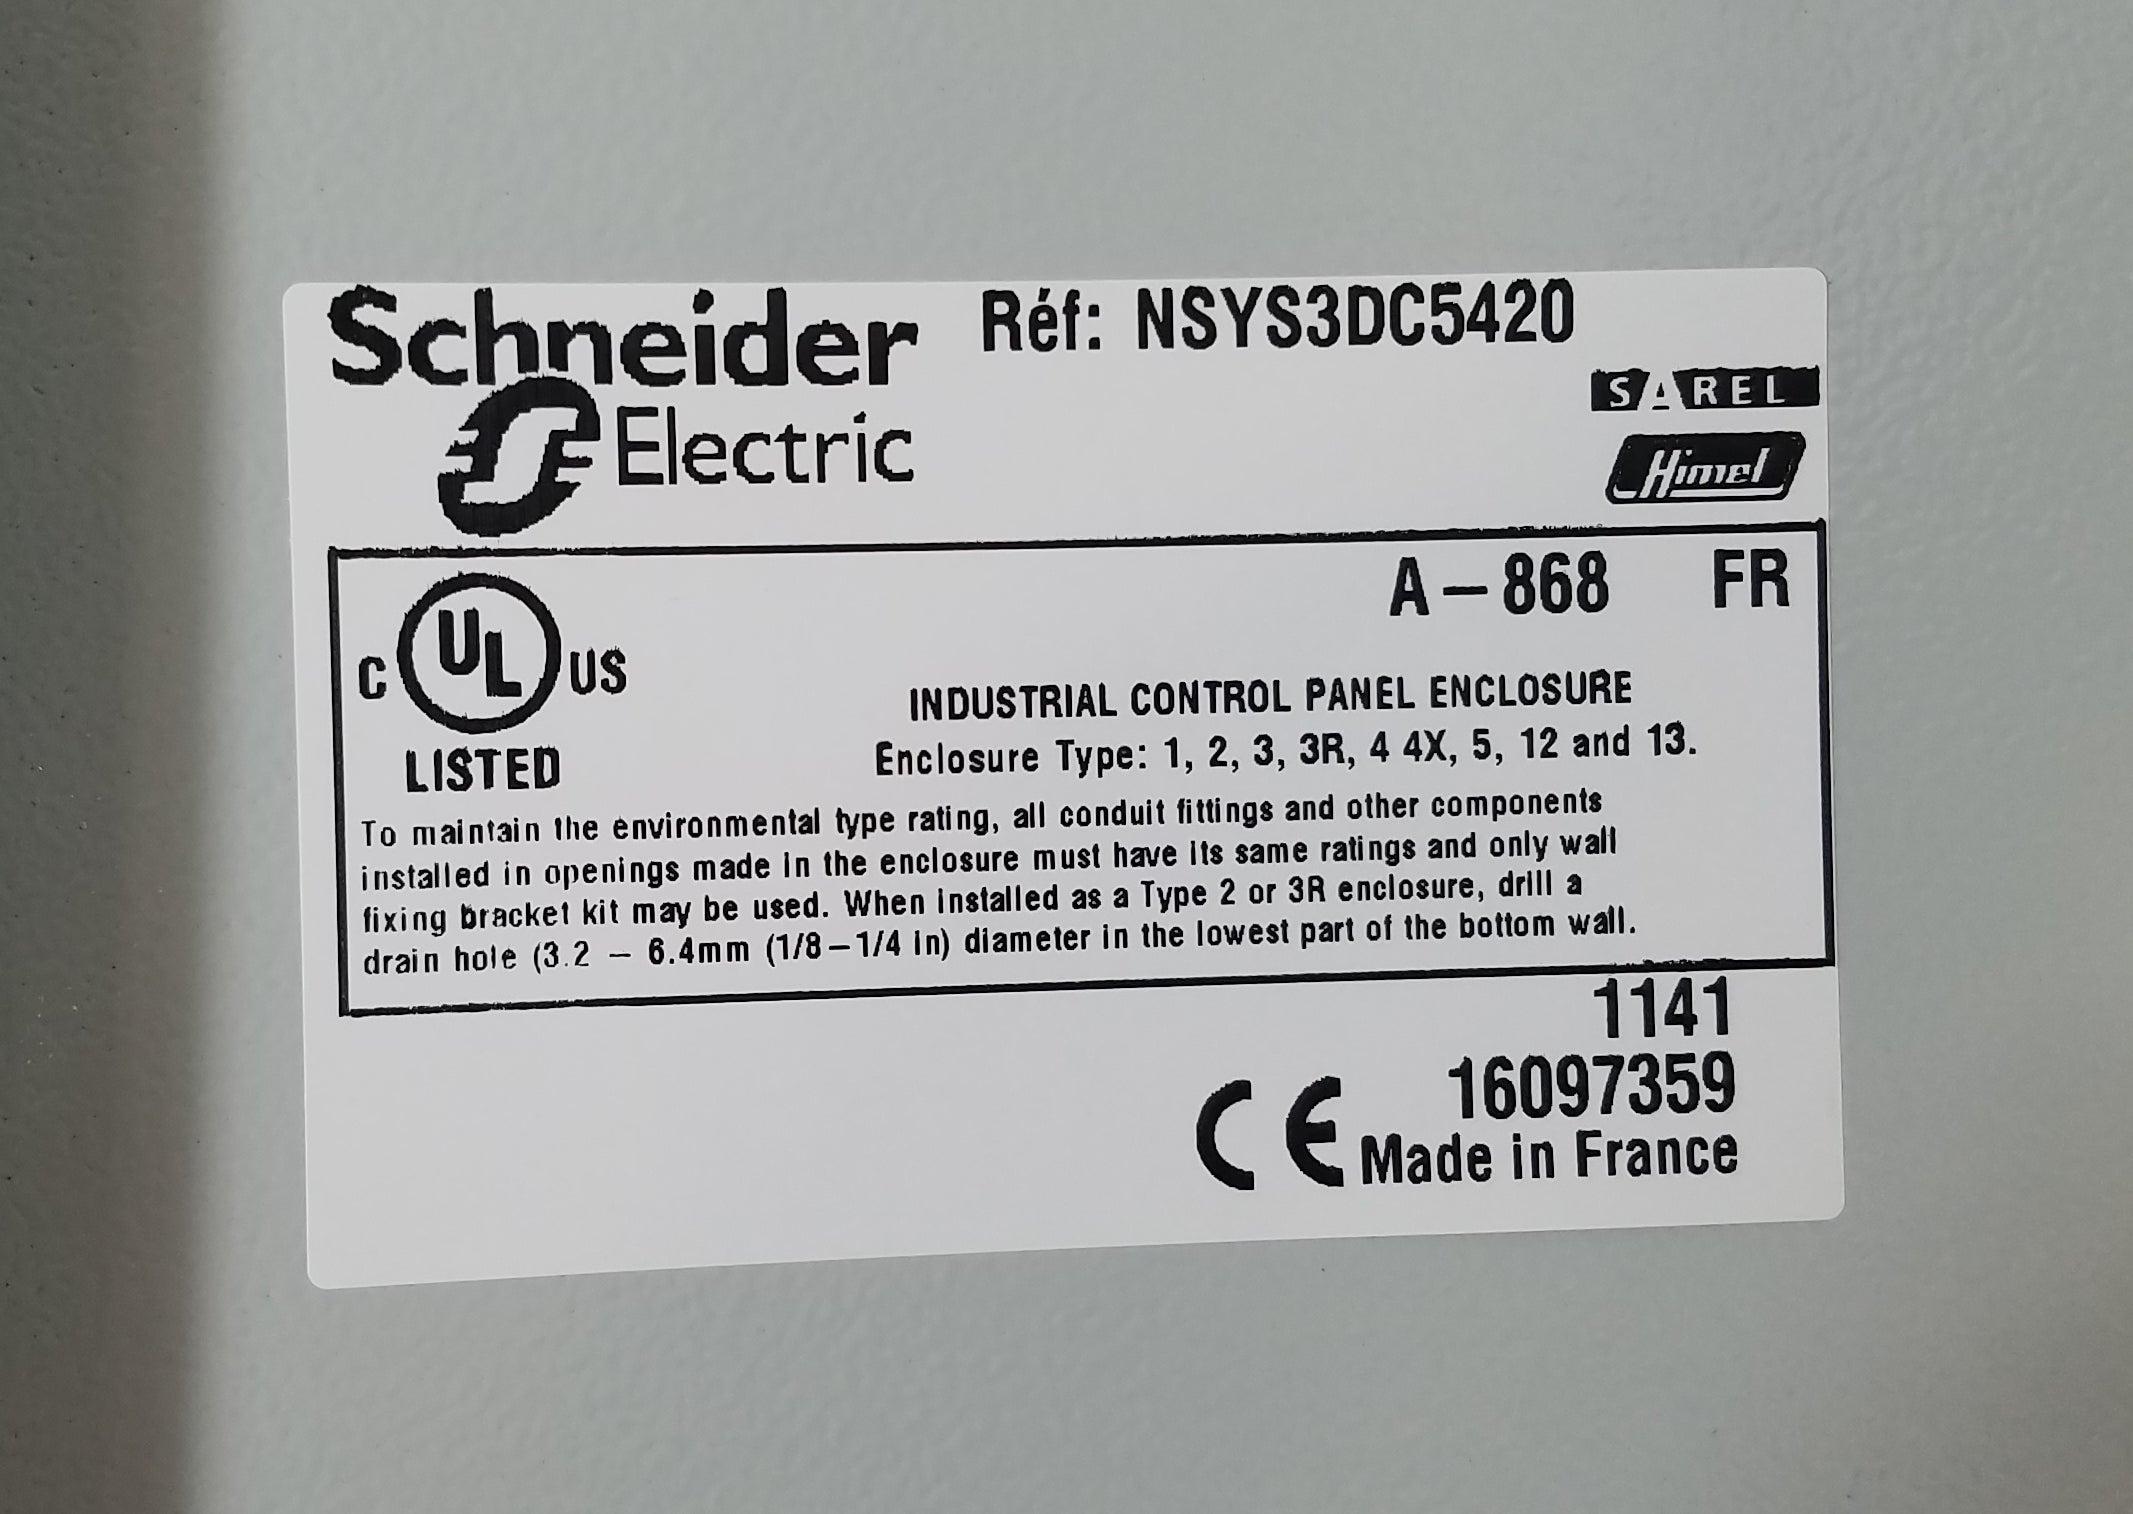 Schneider Electric
Réf: NSYS3DC5420
SAREL
Himel
A-868 FR
C UL US
LISTED
INDUSTRIAL CONTROL PANEL ENCLOSURE
Enclosure Type: 1, 2, 3, 3R, 4 4X, 5, 12 and 13.
To maintain the environmental type rating, all conduit fittings and other components
installed in openings made in the enclosure must have its same ratings and only wall
fixing bracket kit may be used. When installed as a Type 2 or 3R enclosure, drill a
drain hole (3.2 – 6.4mm (1/8–1/4 in) diameter in the lowest part of the bottom wall.
1141
16097359
CE Made in France